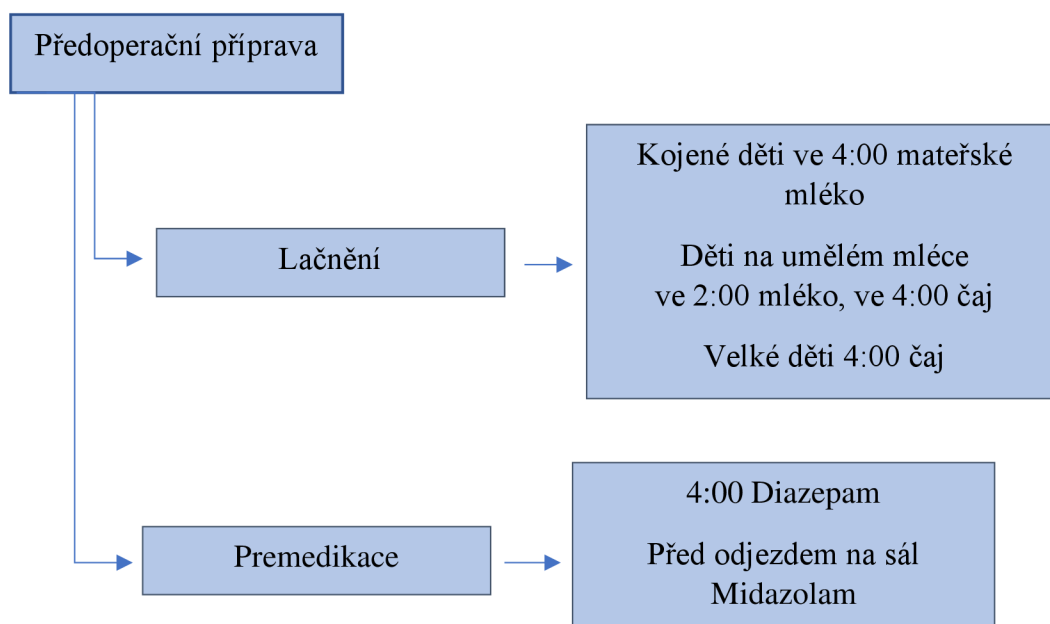 Předoperační příprava
Lačnění
Kojené děti ve 4:00 mateřské
mléko
Děti na umělém mléce
ve 2:00 mléko, ve 4:00 čaj
Velké děti 4:00 čaj
Premedikace
4:00 Diazepam
Před odjezdem na sál
Midazolam